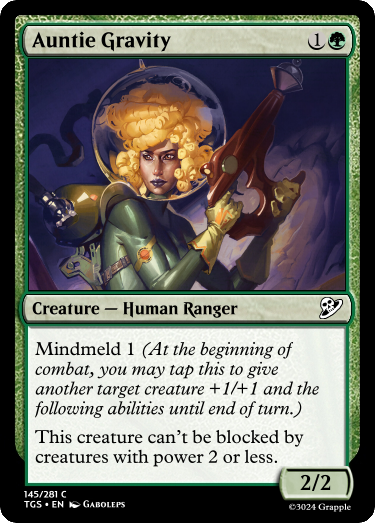 Auntie Gravity 1
Creature — Human Ranger
Mindmeld 1 (At the beginning of
combat, you may tap this to give
another target creature +1/+1 and the
following abilities until end of turn.)
This creature can't be blocked by
creatures with power 2 or less.
2/2
145/281 C
TGS • EN Gaboleps
©3024 Grapple